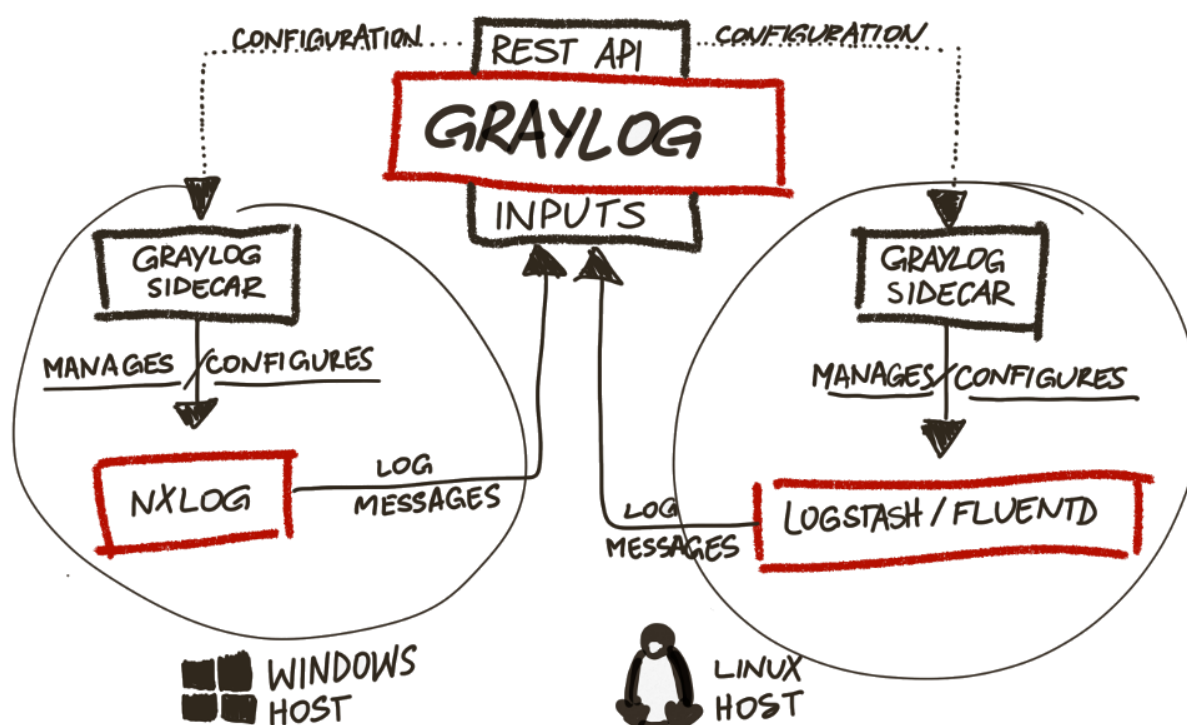 CONFIGURATION
REST API
CONFIGURATION
GRAYLOG
INPUTS
GRAYLOG
SIDECAR
MANAGES / CONFIGURES
NXLOG
LOG
MESSAGES
WINDOWS
HOST
GRAYLOG
SIDECAR
MANAGES / CONFIGURES
LOGSTASH / FLUENTD
LOG
MESSAGES
LINUX
HOST